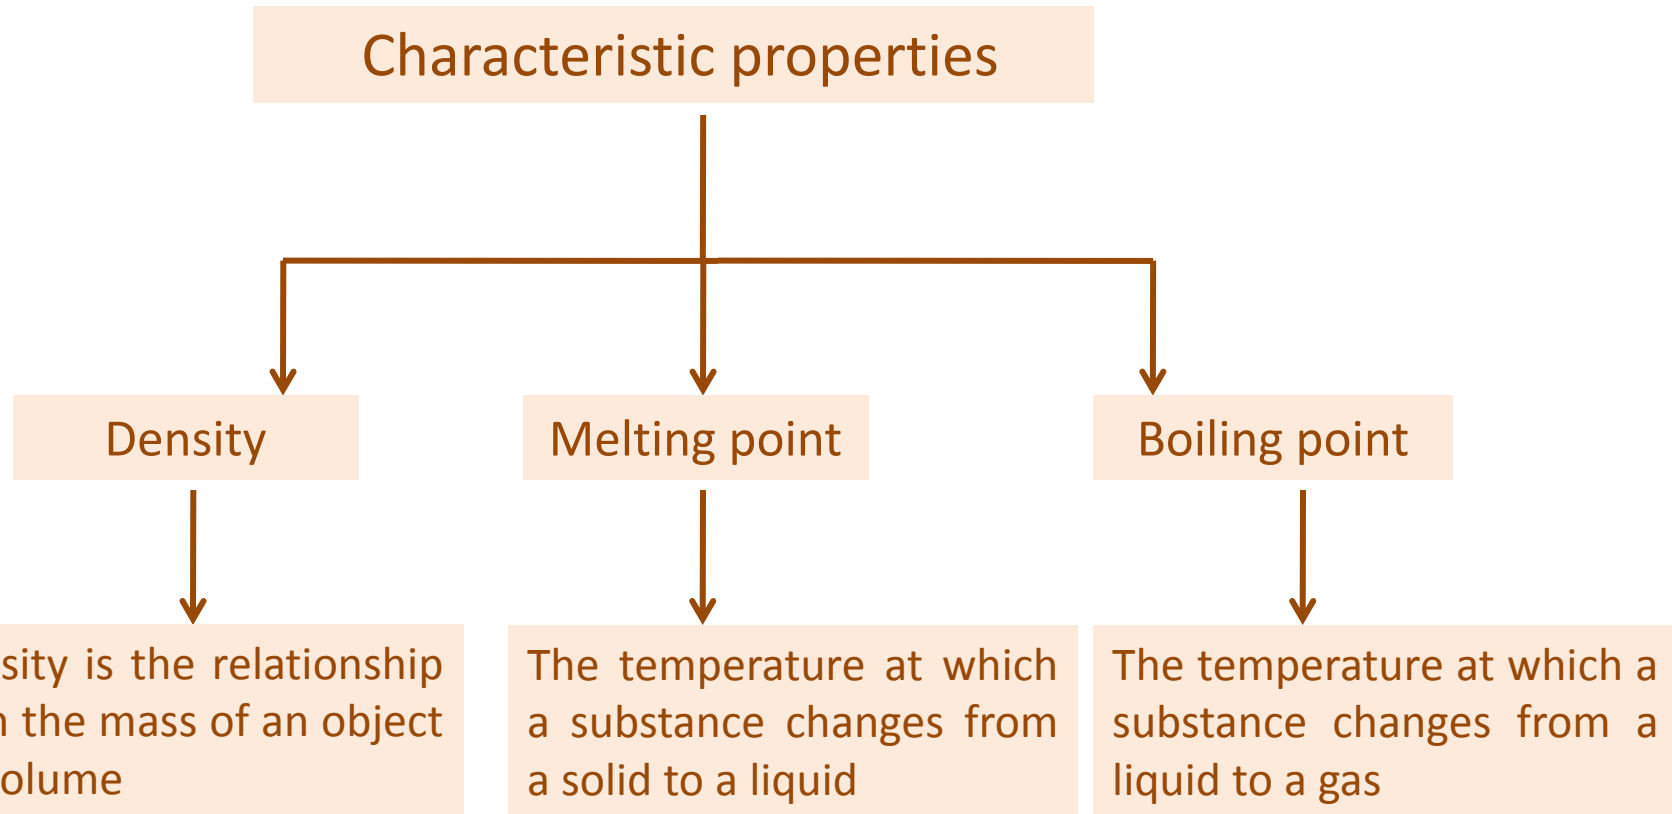 Characteristic properties
Density
Melting point
Boiling point
sity is the relationship
the mass of an object
olume
The temperature at which
a substance changes from
a solid to a liquid
The temperature at which a
substance changes from a
liquid to a gas